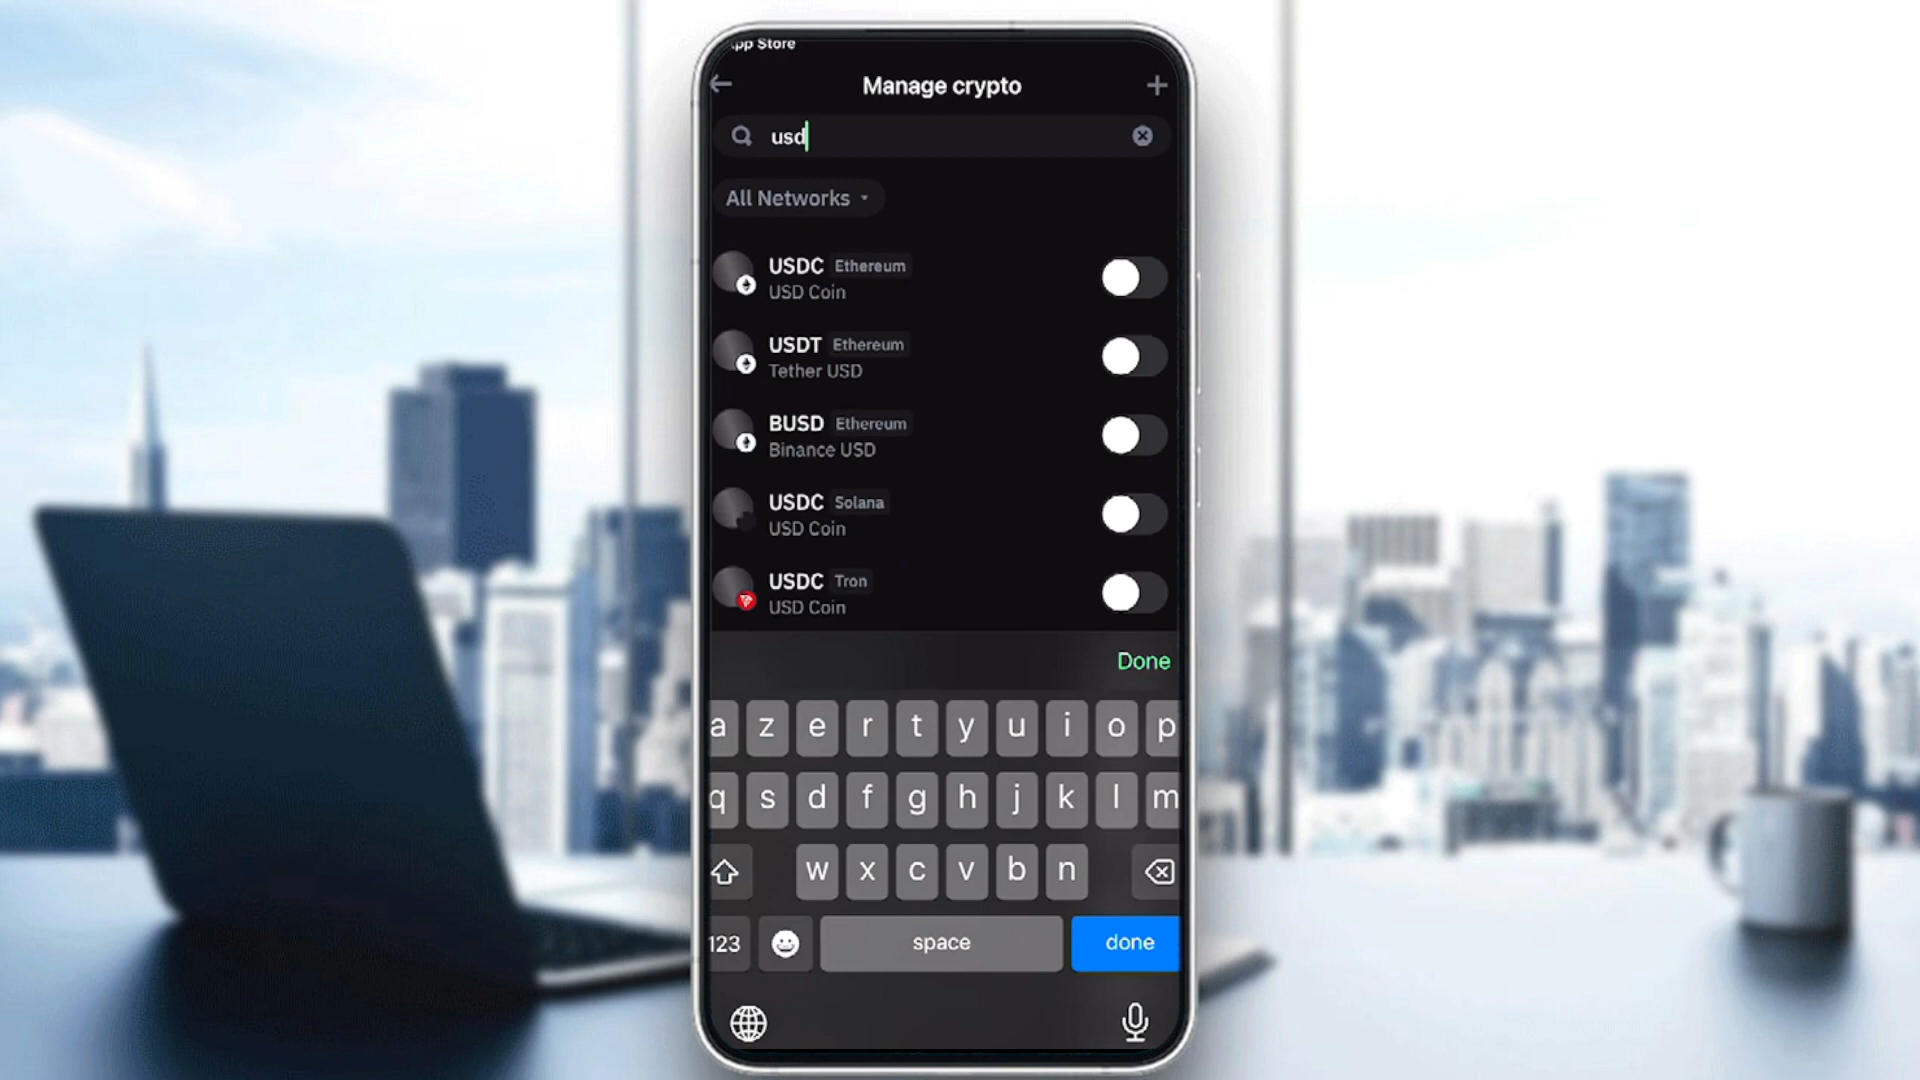 App Store
Manage crypto
usd
All Networks
USDC Ethereum
USD Coin
USDT Ethereum
Tether USD
BUSD Ethereum
Binance USD
USDC Solana
USD Coin
USDC Tron
USD Coin
Done
a z e r t y u i o p
q s d f g h j k l m
w x c v b n
123 space done